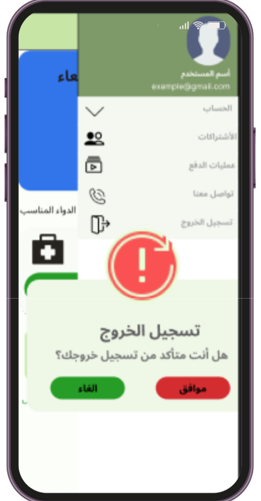 أسم المستخدم
example@gmail.com
الحساب
الأشتراكات
عمليات الدفع
تواصل معنا
تسجيل الخروج
الدواء المناسب
تسجيل الخروج
هل أنت متأكد من تسجيل خروجك؟
موافق
الغاء